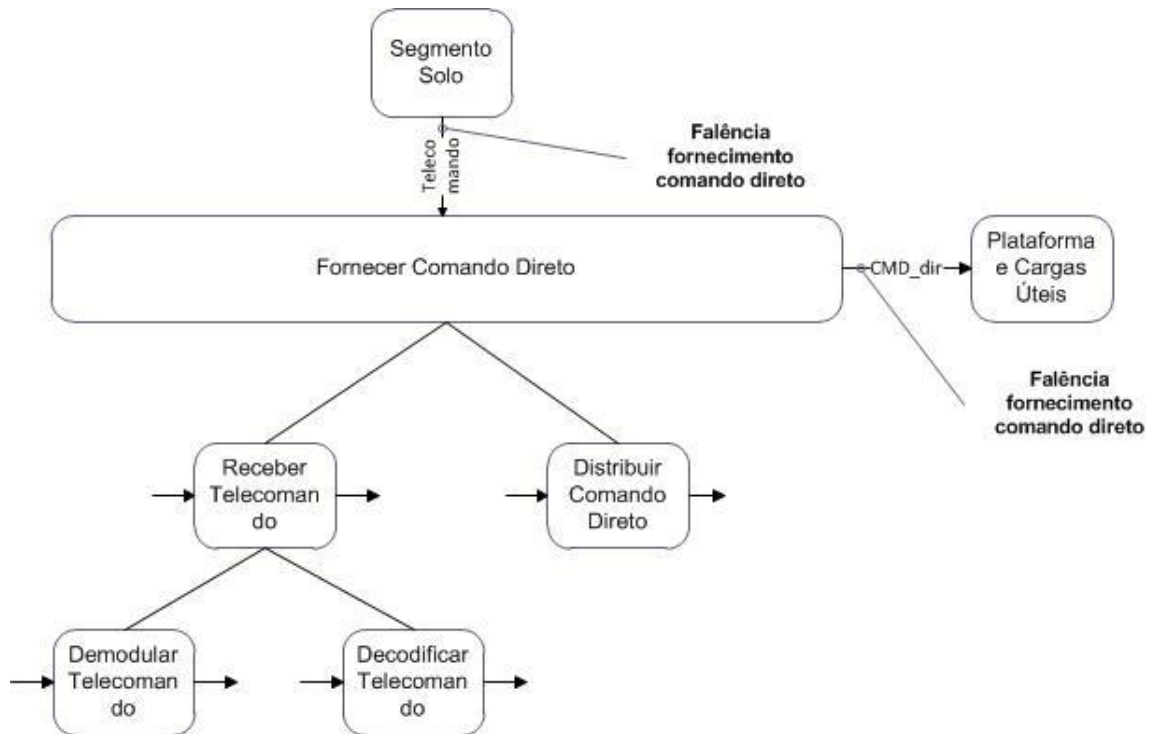 Segmento
Solo
Teleco
mando
Falência
fornecimento
comando direto
Fornecer Comando Direto
CMD_dir
Plataforma
e Cargas
Úteis
Falência
fornecimento
comando direto
Receber
Telecoman
do
Distribuir
Comando
Direto
Demodular
Telecoman
do
Decodificar
Telecoman
do